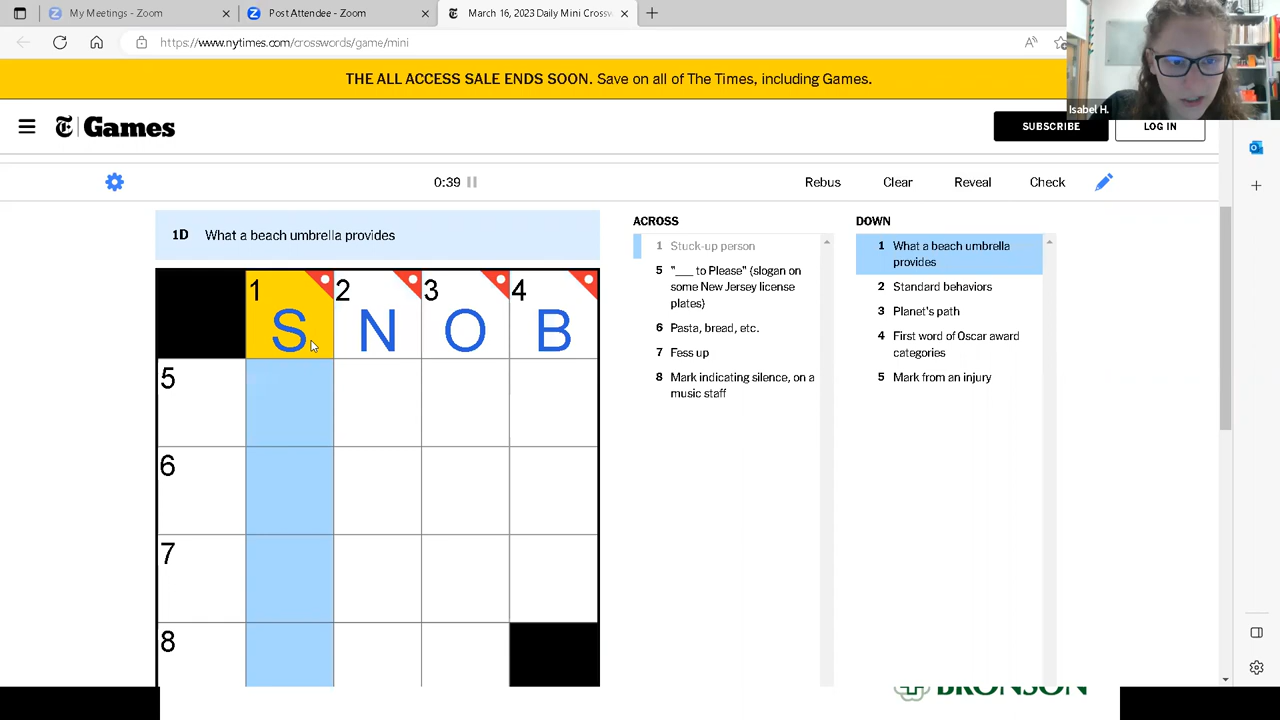 My Meetings - Zoom
Post Attendee - Zoom
March 16, 2023 Daily Mini Crossw
https://www.nytimes.com/crosswords/game/mini
THE ALL ACCESS SALE ENDS SOON. Save on all of The Times, including Games.
Isabel H.
Games
SUBSCRIBE
LOG IN
0:39
Rebus
Clear
Reveal
Check
1D What a beach umbrella provides
1 S
2 N
3 O
4 B
5
6
7
8
ACROSS
1 Stuck-up person
5 "___ to Please" (slogan on
some New Jersey license
plates)
6 Pasta, bread, etc.
7 Fess up
8 Mark indicating silence, on a
music staff
DOWN
1 What a beach umbrella
provides
2 Standard behaviors
3 Planet's path
4 First word of Oscar award
categories
5 Mark from an injury
BRONSON